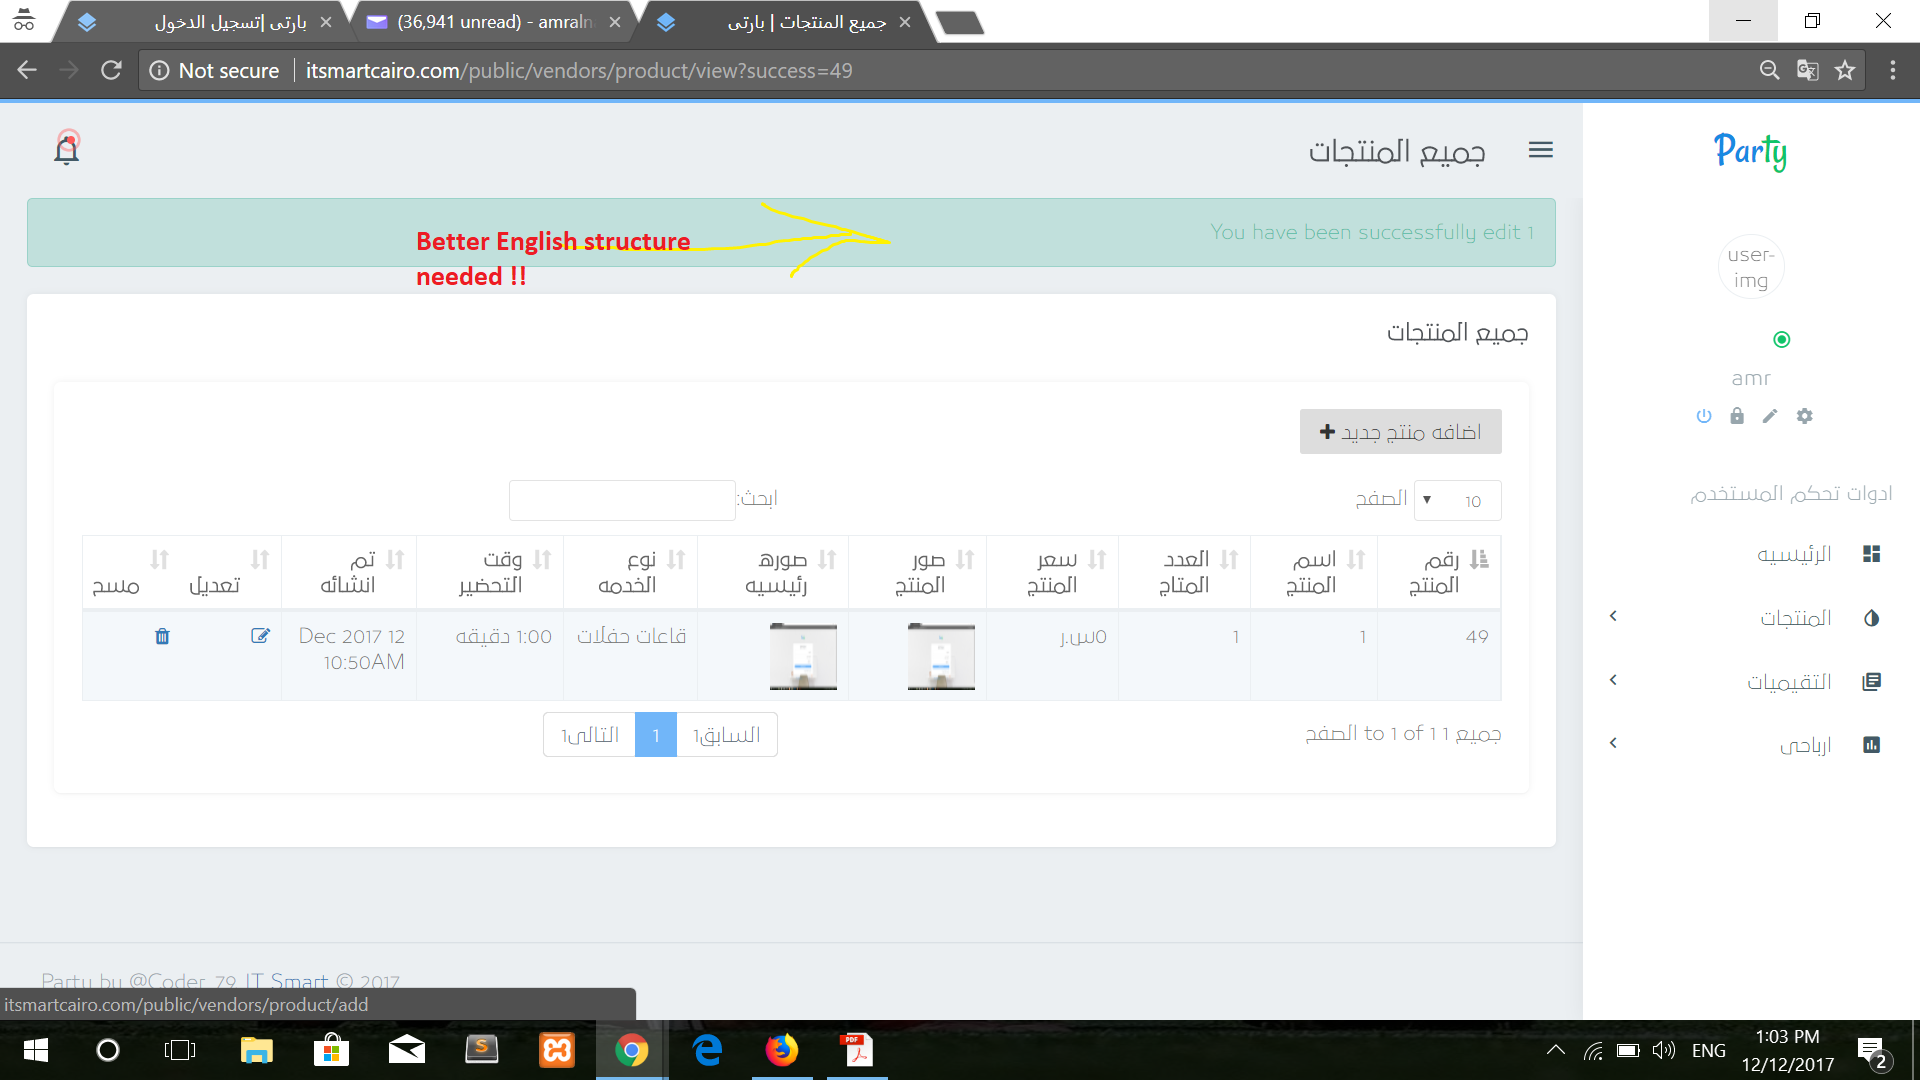 بارتى |تسجيل الدخول
(36,941 unread) - amraln
جميع المنتجات | بارتى
Not secure
itsmartcairo.com/public/vendors/product/view?success=49
جميع المنتجات
Party
You have been successfully edit 1
Better English structure
needed !!
user-
img
amr
جميع المنتجات
اضافه منتج جديد
10 الصفح
ابحث:
ادوات تحكم المستخدم
الرئيسيه
المنتجات
التقيميات
ارباحى
رقم المنتج
اسم المنتج
العدد المتاح
سعر المنتج
صور المنتج
صوره رئيسيه
نوع الخدمه
وقت التحضير
تم انشائه
تعديل
مسح
49
1
1
0س.ر
قاعات حفلات
1:00 دقيقه
Dec 2017 12
10:50AM
جميع 1 to 1 of 1 الصفح
السابق1
1
التالى1
Party by @Coder_79 IT Smart © 2017
itsmartcairo.com/public/vendors/product/add
ENG
1:03 PM
12/12/2017
2